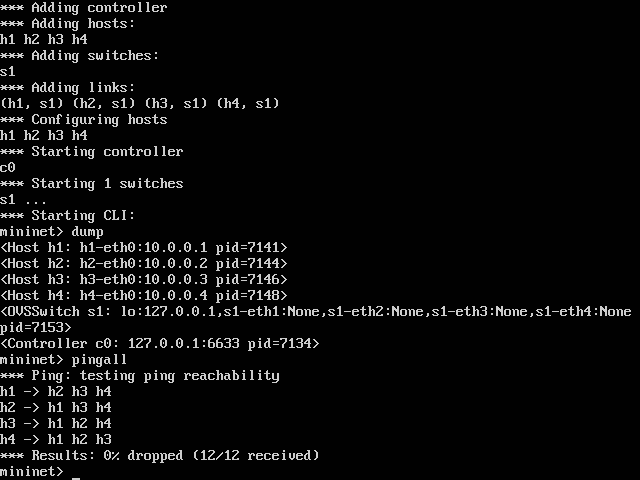 *** Adding controller
*** Adding hosts:
h1 h2 h3 h4
*** Adding switches:
s1
*** Adding links:
(h1, s1) (h2, s1) (h3, s1) (h4, s1)
*** Configuring hosts
h1 h2 h3 h4
*** Starting controller
c0
*** Starting 1 switches
s1 ...
*** Starting CLI:
mininet> dump
<Host h1: h1-eth0:10.0.0.1 pid=7141>
<Host h2: h2-eth0:10.0.0.2 pid=7144>
<Host h3: h3-eth0:10.0.0.3 pid=7146>
<Host h4: h4-eth0:10.0.0.4 pid=7148>
<OVSSwitch s1: lo:127.0.0.1,s1-eth1:None,s1-eth2:None,s1-eth3:None,s1-eth4:None
pid=7153>
<Controller c0: 127.0.0.1:6633 pid=7134>
mininet> pingall
*** Ping: testing ping reachability
h1 -> h2 h3 h4
h2 -> h1 h3 h4
h3 -> h1 h2 h4
h4 -> h1 h2 h3
*** Results: 0% dropped (12/12 received)
mininet> _